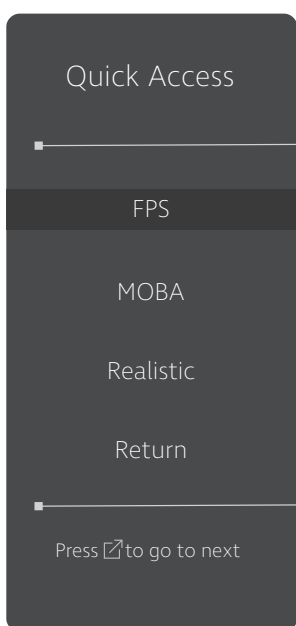 Quick Access
FPS
MOBA
Realistic
Return
Press to go to next